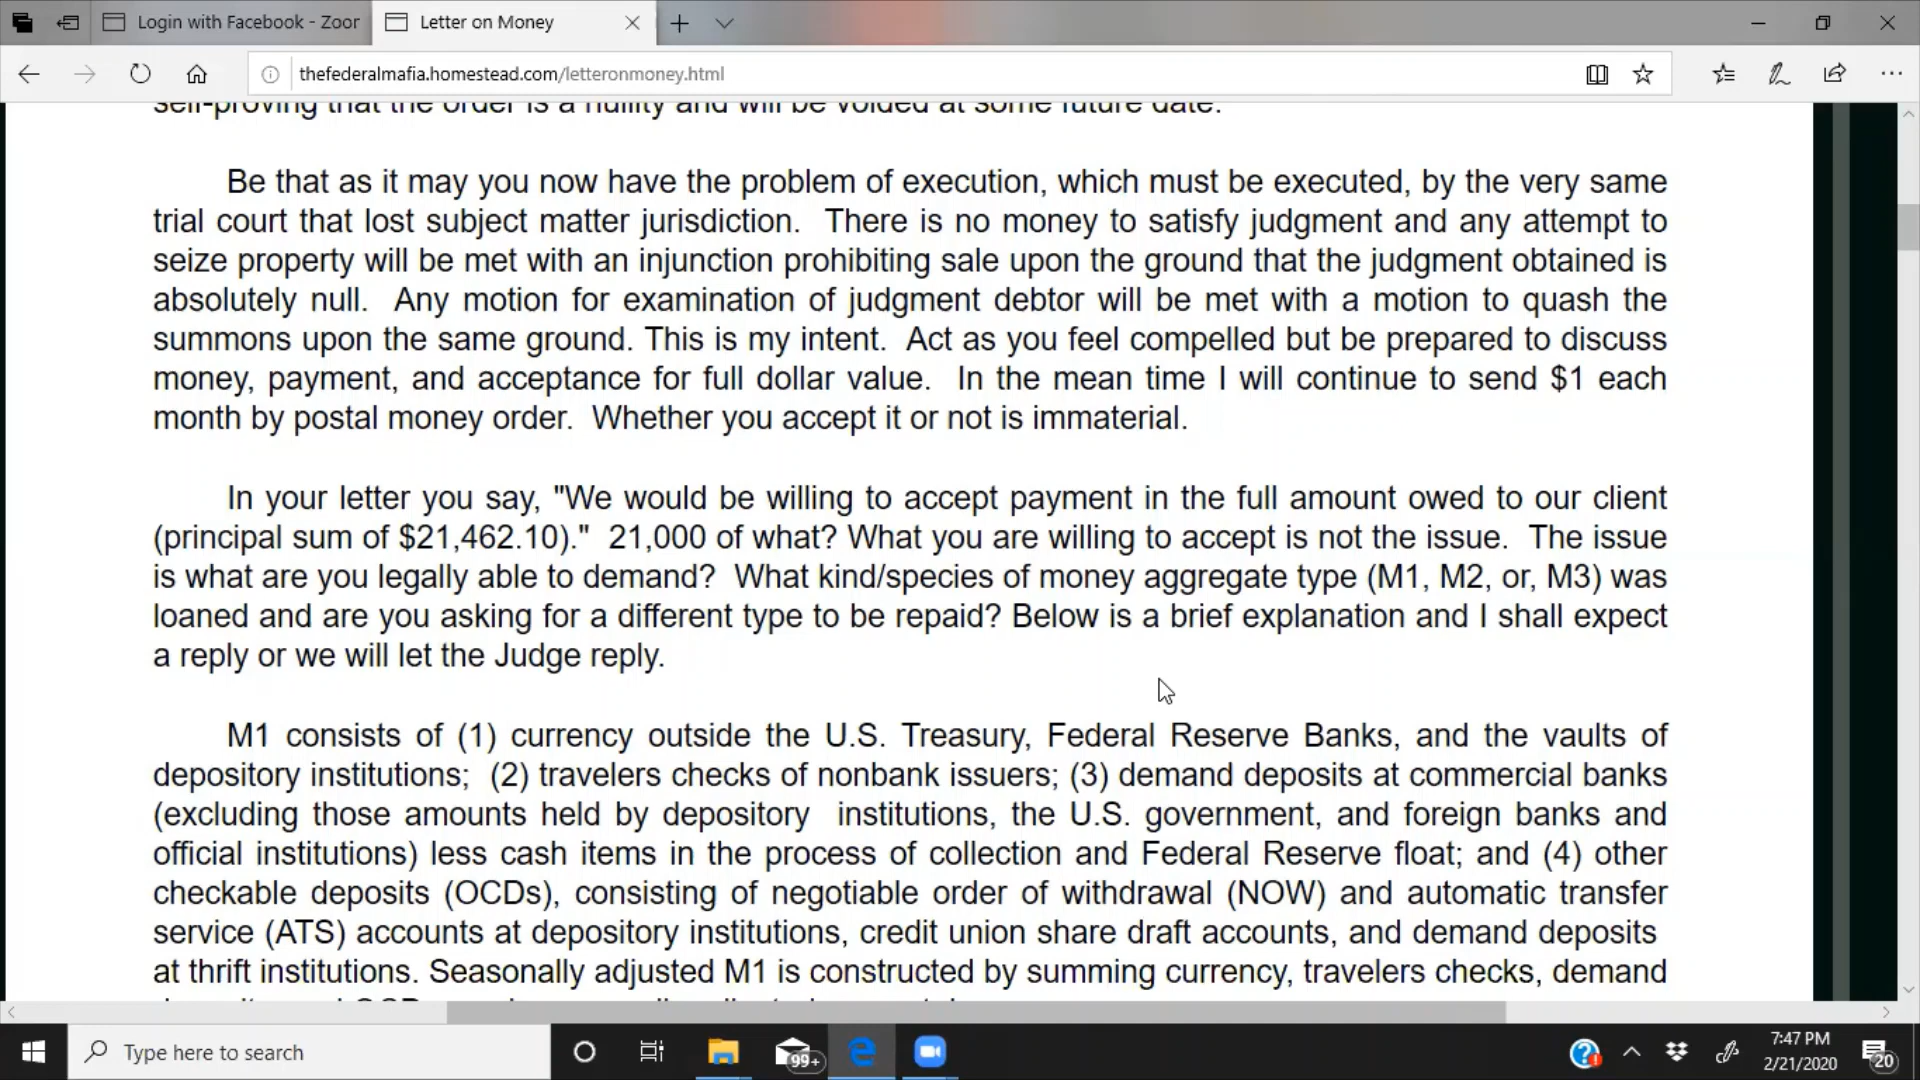 Login with Facebook - Zoor
Letter on Money
thefederalmafia.homestead.com/letteronmoney.html
self-proving that the order is a nullity and will be voided at some future date.
Be that as it may you now have the problem of execution, which must be executed, by the very same
trial court that lost subject matter jurisdiction.  There is no money to satisfy judgment and any attempt to
seize property will be met with an injunction prohibiting sale upon the ground that the judgment obtained is
absolutely null.  Any motion for examination of judgment debtor will be met with a motion to quash the
summons upon the same ground. This is my intent.  Act as you feel compelled but be prepared to discuss
money, payment, and acceptance for full dollar value.  In the mean time I will continue to send $1 each
month by postal money order.  Whether you accept it or not is immaterial.
In your letter you say, "We would be willing to accept payment in the full amount owed to our client
(principal sum of $21,462.10)."  21,000 of what? What you are willing to accept is not the issue.  The issue
is what are you legally able to demand?  What kind/species of money aggregate type (M1, M2, or, M3) was
loaned and are you asking for a different type to be repaid? Below is a brief explanation and I shall expect
a reply or we will let the Judge reply.
M1 consists of (1) currency outside the U.S. Treasury, Federal Reserve Banks, and the vaults of
depository institutions;  (2) travelers checks of nonbank issuers; (3) demand deposits at commercial banks
(excluding those amounts held by depository  institutions, the U.S. government, and foreign banks and
official institutions) less cash items in the process of collection and Federal Reserve float; and (4) other
checkable deposits (OCDs), consisting of negotiable order of withdrawal (NOW) and automatic transfer
service (ATS) accounts at depository institutions, credit union share draft accounts, and demand deposits
at thrift institutions. Seasonally adjusted M1 is constructed by summing currency, travelers checks, demand
Type here to search
99+
7:47 PM
2/21/2020
20